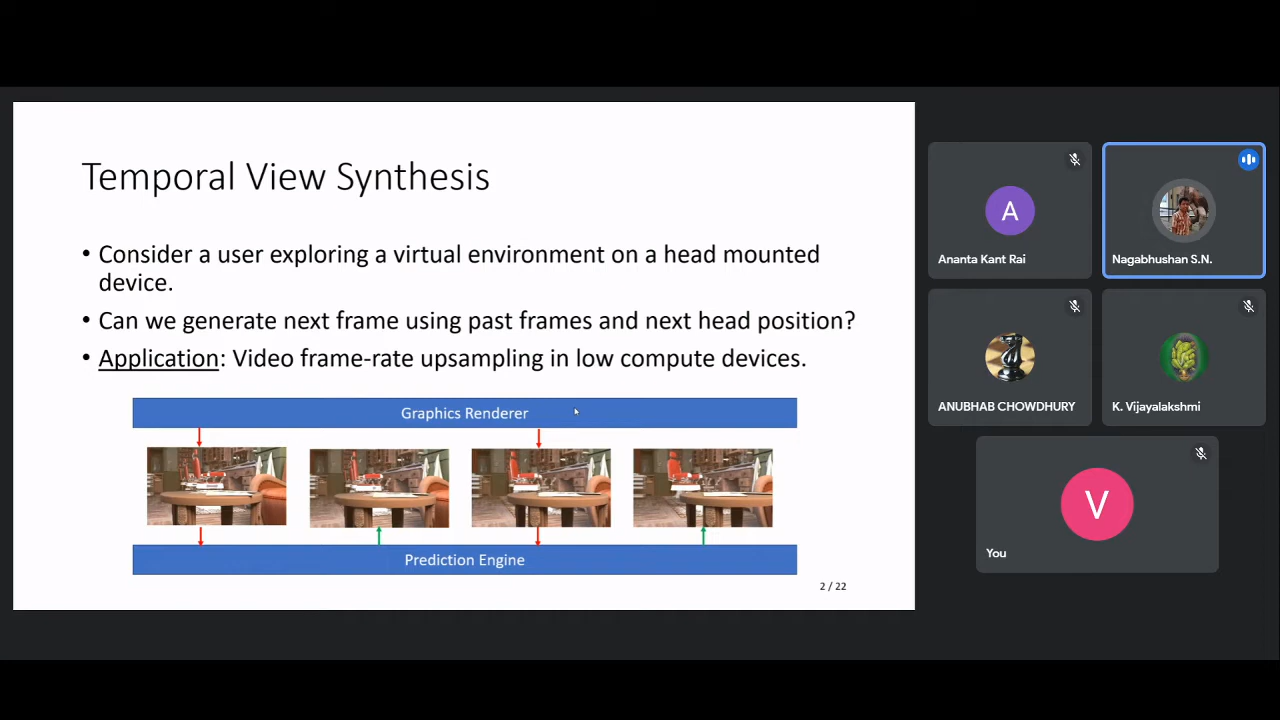 Temporal View Synthesis
• Consider a user exploring a virtual environment on a head mounted
device.
• Can we generate next frame using past frames and next head position?
• Application: Video frame-rate upsampling in low compute devices.
Graphics Renderer
Prediction Engine
2 / 22
A
Ananta Kant Rai
Nagabhushan S.N.
ANUBHAB CHOWDHURY
K. Vijayalakshmi
V
You